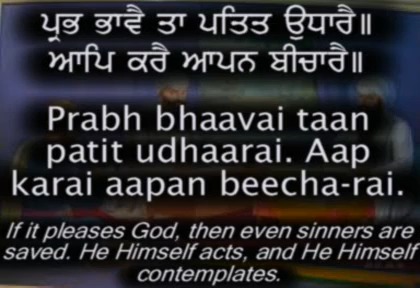 ਪ੍ਰਭ ਭਾਵੈ ਤਾ ਪਤਿਤ ਉਧਾਰੈ॥
ਆਪਿ ਕਰੈ ਆਪਨ ਬੀਚਾਰੈ॥
Prabh bhaavai taan
patit udhaarai. Aap
karai aapan beecha-rai.
If it pleases God, then even sinners are
saved. He Himself acts, and He Himself
contemplates.